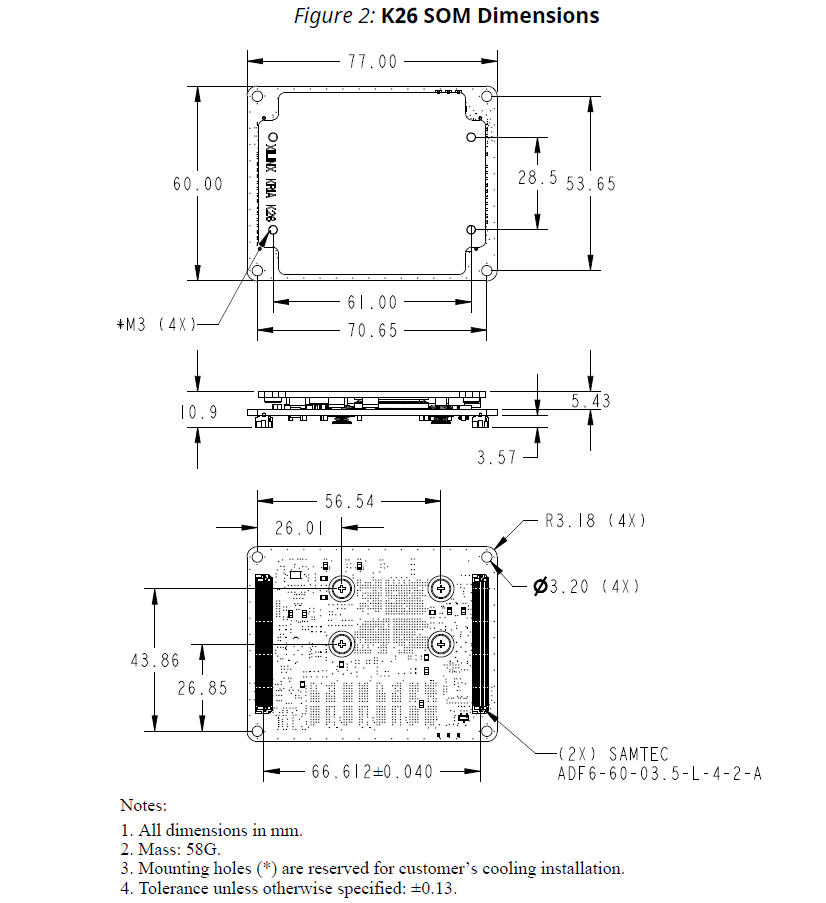 Figure 2: K26 SOM Dimensions
77.00
60.00
XILINX KRIA K26
28.5
53.65
61.00
*M3 (4X)
70.65
10.9
5.43
3.57
56.54
26.01
R3.18 (4X)
Ø3.20 (4X)
43.86
26.85
(2X) SAMTEC
66.612±0.040
ADF6-60-03.5-L-4-2-A
Notes:
1. All dimensions in mm.
2. Mass: 58G.
3. Mounting holes (*) are reserved for customer's cooling installation.
4. Tolerance unless otherwise specified: ±0.13.